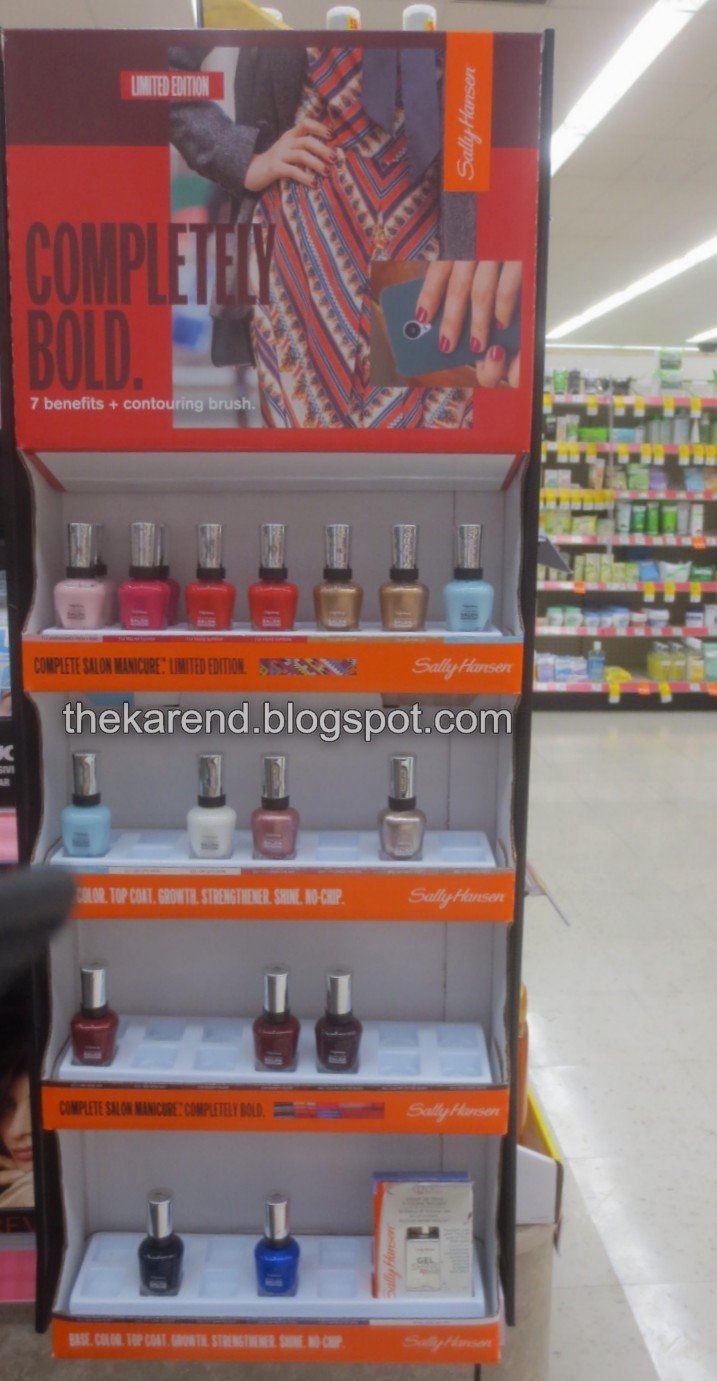 LIMITED EDITION
Sally Hansen
COMPLETELY
BOLD.
7 benefits + contouring brush.
COMPLETE SALON MANICURE™ LIMITED EDITION. Sally Hansen
thekarend.blogspot.com
COLOR. TOP COAT. GROWTH. STRENGTHENER. SHINE. NO-CHIP. Sally Hansen
COMPLETE SALON MANICURE™ COMPLETELY BOLD. Sally Hansen
Sally Hansen
GEL
BASE. COLOR. TOP COAT. GROWTH. STRENGTHENER. SHINE. NO-CHIP. Sally Hansen